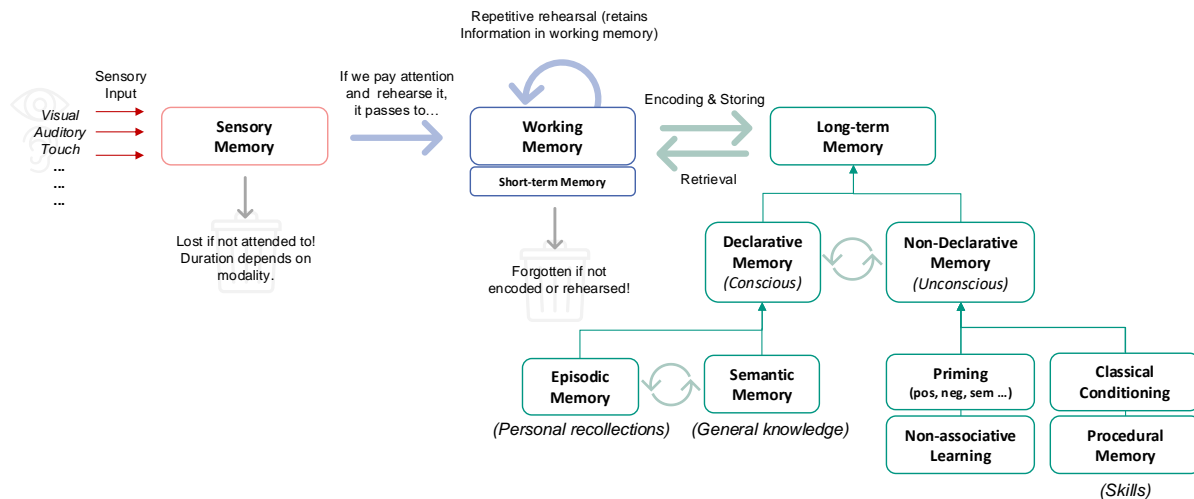 Repetitive rehearsal (retains
Information in working memory)
Sensory
Input
Visual
Auditory
Touch
...
...
...
Sensory
Memory
If we pay attention
and rehearse it,
it passes to…
Working
Memory
Short-term Memory
Encoding & Storing
Retrieval
Long-term
Memory
Lost if not attended to!
Duration depends on
modality.
Forgotten if not
encoded or rehearsed!
Declarative
Memory
(Conscious)
Non-Declarative
Memory
(Unconscious)
Episodic
Memory
(Personal recollections)
Semantic
Memory
(General knowledge)
Priming
(pos, neg, sem …)
Classical
Conditioning
Non-associative
Learning
Procedural
Memory
(Skills)